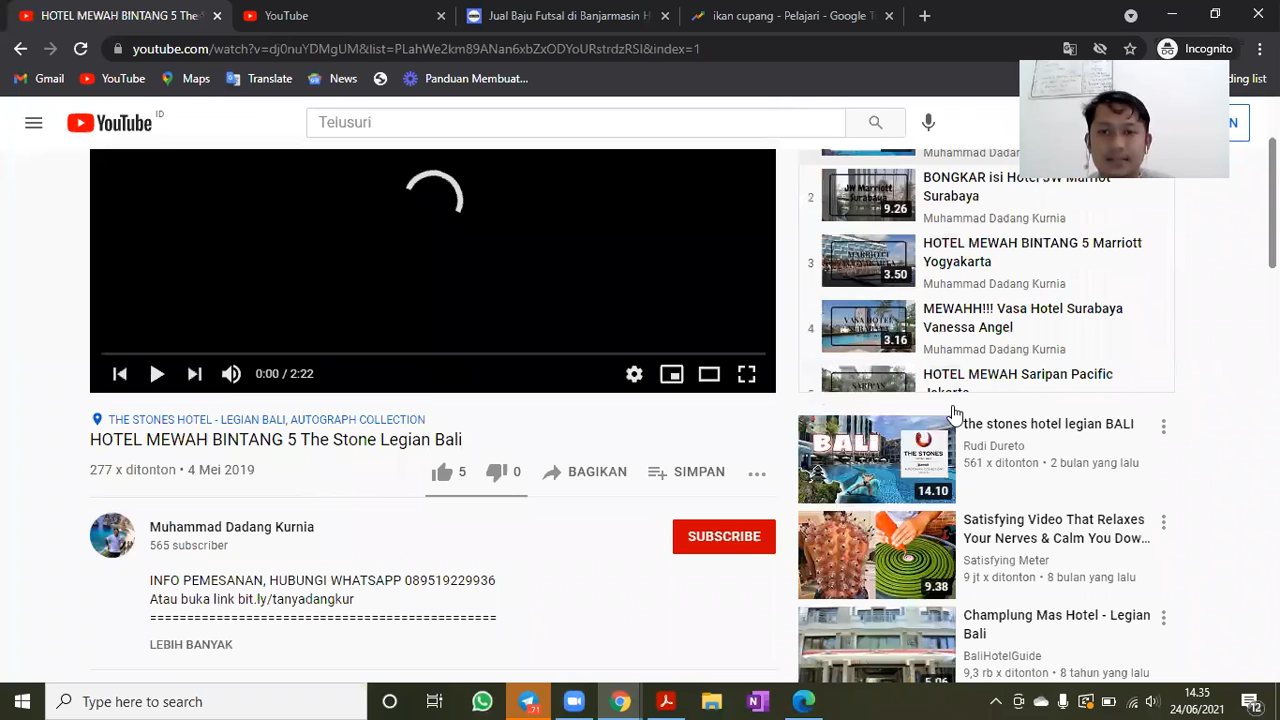 YouTube
Jual Baju Futsal di Banjarmasin H
ikan cupang - Pelajari - Google Tr
youtube.com/watch?v=dj0nuYDMgUM&list=PLahWe2km89ANan6xbZxODYoURstrdzRSI&index=1
Incognito
Gmail
YouTube
Maps
Translate
News
Panduan Membuat...
ding list
YouTube ID
Telusuri
N
Muhammad Dadang
2
JW Marriott
Surabaya
9.26
BONGKAR isi Hotel JW Marriot
Surabaya
Muhammad Dadang Kurnia
3
3.50
HOTEL MEWAH BINTANG 5 Marriott
Yogyakarta
Muhammad Dadang Kurnia
4
VASA HOTEL
3.16
MEWAHH!!! Vasa Hotel Surabaya
Vanessa Angel
Muhammad Dadang Kurnia
SARIPAN
HOTEL MEWAH Saripan Pacific
Jakarta
0:00 / 2:22
THE STONES HOTEL - LEGIAN BALI, AUTOGRAPH COLLECTION
HOTEL MEWAH BINTANG 5 The Stone Legian Bali
277 x ditonton • 4 Mei 2019
5
0
BAGIKAN
SIMPAN
Muhammad Dadang Kurnia
565 subscriber
SUBSCRIBE
INFO PEMESANAN, HUBUNGI WHATSAPP 089519229936
Atau buka link bit.ly/tanyadangkur
============================================
LEBIH BANYAK
BALI
THE STONES
14.10
the stones hotel legian BALI
Rudi Dureto
561 x ditonton • 2 bulan yang lalu
9.38
Satisfying Video That Relaxes
Your Nerves & Calm You Dow...
Satisfying Meter
9 jt x ditonton • 8 bulan yang lalu
5.06
Champlung Mas Hotel - Legian
Bali
BaliHotelGuide
9,3 rb x ditonton • 8 tahun yang lalu
Type here to search
14.35
24/06/2021
12